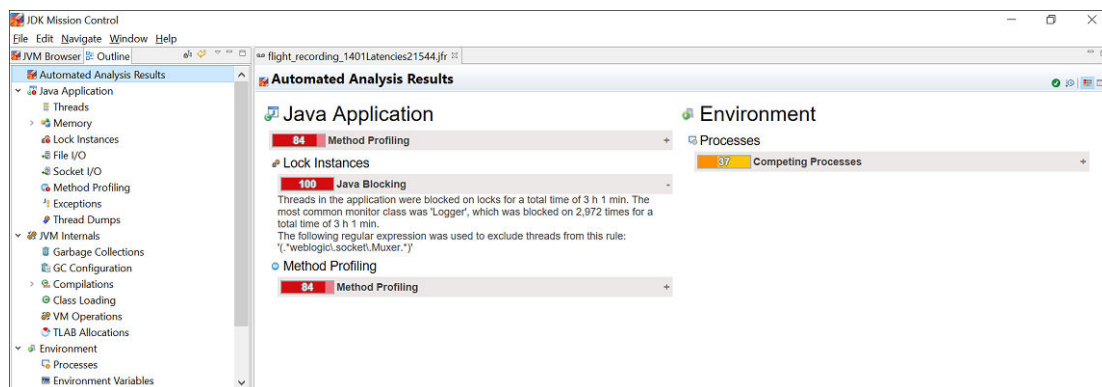 JDK Mission Control
File Edit Navigate Window Help
JVM Browser Outline
flight_recording_1401Latencies21544.jfr
Automated Analysis Results
Java Application
Threads
Memory
Lock Instances
File I/O
Socket I/O
Method Profiling
Exceptions
Thread Dumps
JVM Internals
Garbage Collections
GC Configuration
Compilations
Class Loading
VM Operations
TLAB Allocations
Environment
Processes
Environment Variables
Automated Analysis Results
Java Application
84 Method Profiling +
Lock Instances
100 Java Blocking -
Threads in the application were blocked on locks for a total time of 3 h 1 min. The
most common monitor class was 'Logger', which was blocked on 2,972 times for a
total time of 3 h 1 min.
The following regular expression was used to exclude threads from this rule:
'(.*weblogic\.socket\.Muxer.*)'
Method Profiling
84 Method Profiling +
Environment
Processes
37 Competing Processes +